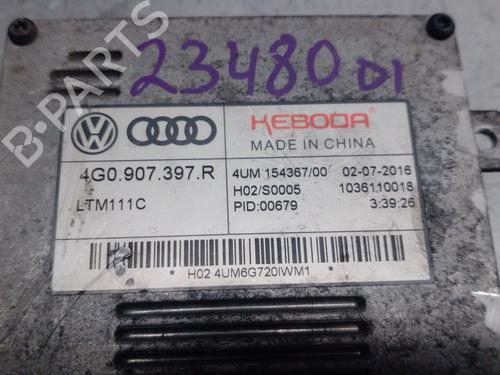 23480 DI
KEBODA
MADE IN CHINA
4G0.907.397.R
LTM111C
4UM 154367/00 02-07-2016
H02/S0005 1036110018
PID:00679 3:39:26
* H02 4UM6G720IWM1 *
B-PARTS